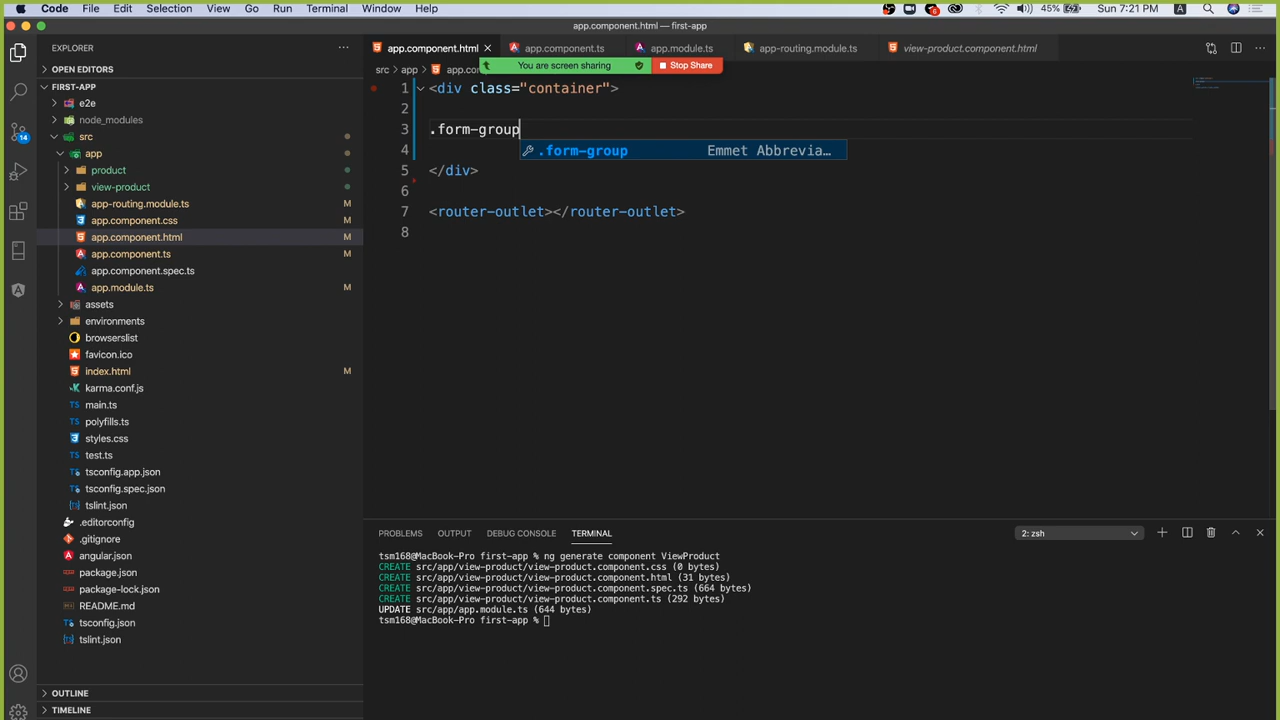 Code File Edit Selection View Go Run Terminal Window Help 6 45% Sun 7:21 PM A
app.component.html — first-app
EXPLORER ···
app.component.html × app.component.ts app.module.ts app-routing.module.ts view-product.component.html ···
You are screen sharing Stop Share
OPEN EDITORS
src > app >
FIRST-APP
e2e
node_modules
src
app
product
view-product
app-routing.module.ts M
app.component.css M
app.component.html M
app.component.ts M
app.component.spec.ts
app.module.ts M
assets
environments
browserslist
favicon.ico
index.html M
karma.conf.js
main.ts
polyfills.ts
styles.css
test.ts
tsconfig.app.json
tsconfig.spec.json
tslint.json
.editorconfig
.gitignore
angular.json
package.json
package-lock.json
README.md
tsconfig.json
tslint.json
OUTLINE
TIMELINE
14
1 <div class="container">
2
3 .form-group
.form-group Emmet Abbrevia…
4
5 </div>
6
7 <router-outlet></router-outlet>
8
PROBLEMS OUTPUT DEBUG CONSOLE TERMINAL 2: zsh
tsm168@MacBook-Pro first-app % ng generate component ViewProduct
CREATE src/app/view-product/view-product.component.css (0 bytes)
CREATE src/app/view-product/view-product.component.html (31 bytes)
CREATE src/app/view-product/view-product.component.spec.ts (664 bytes)
CREATE src/app/view-product/view-product.component.ts (292 bytes)
UPDATE src/app/app.module.ts (644 bytes)
tsm168@MacBook-Pro first-app %